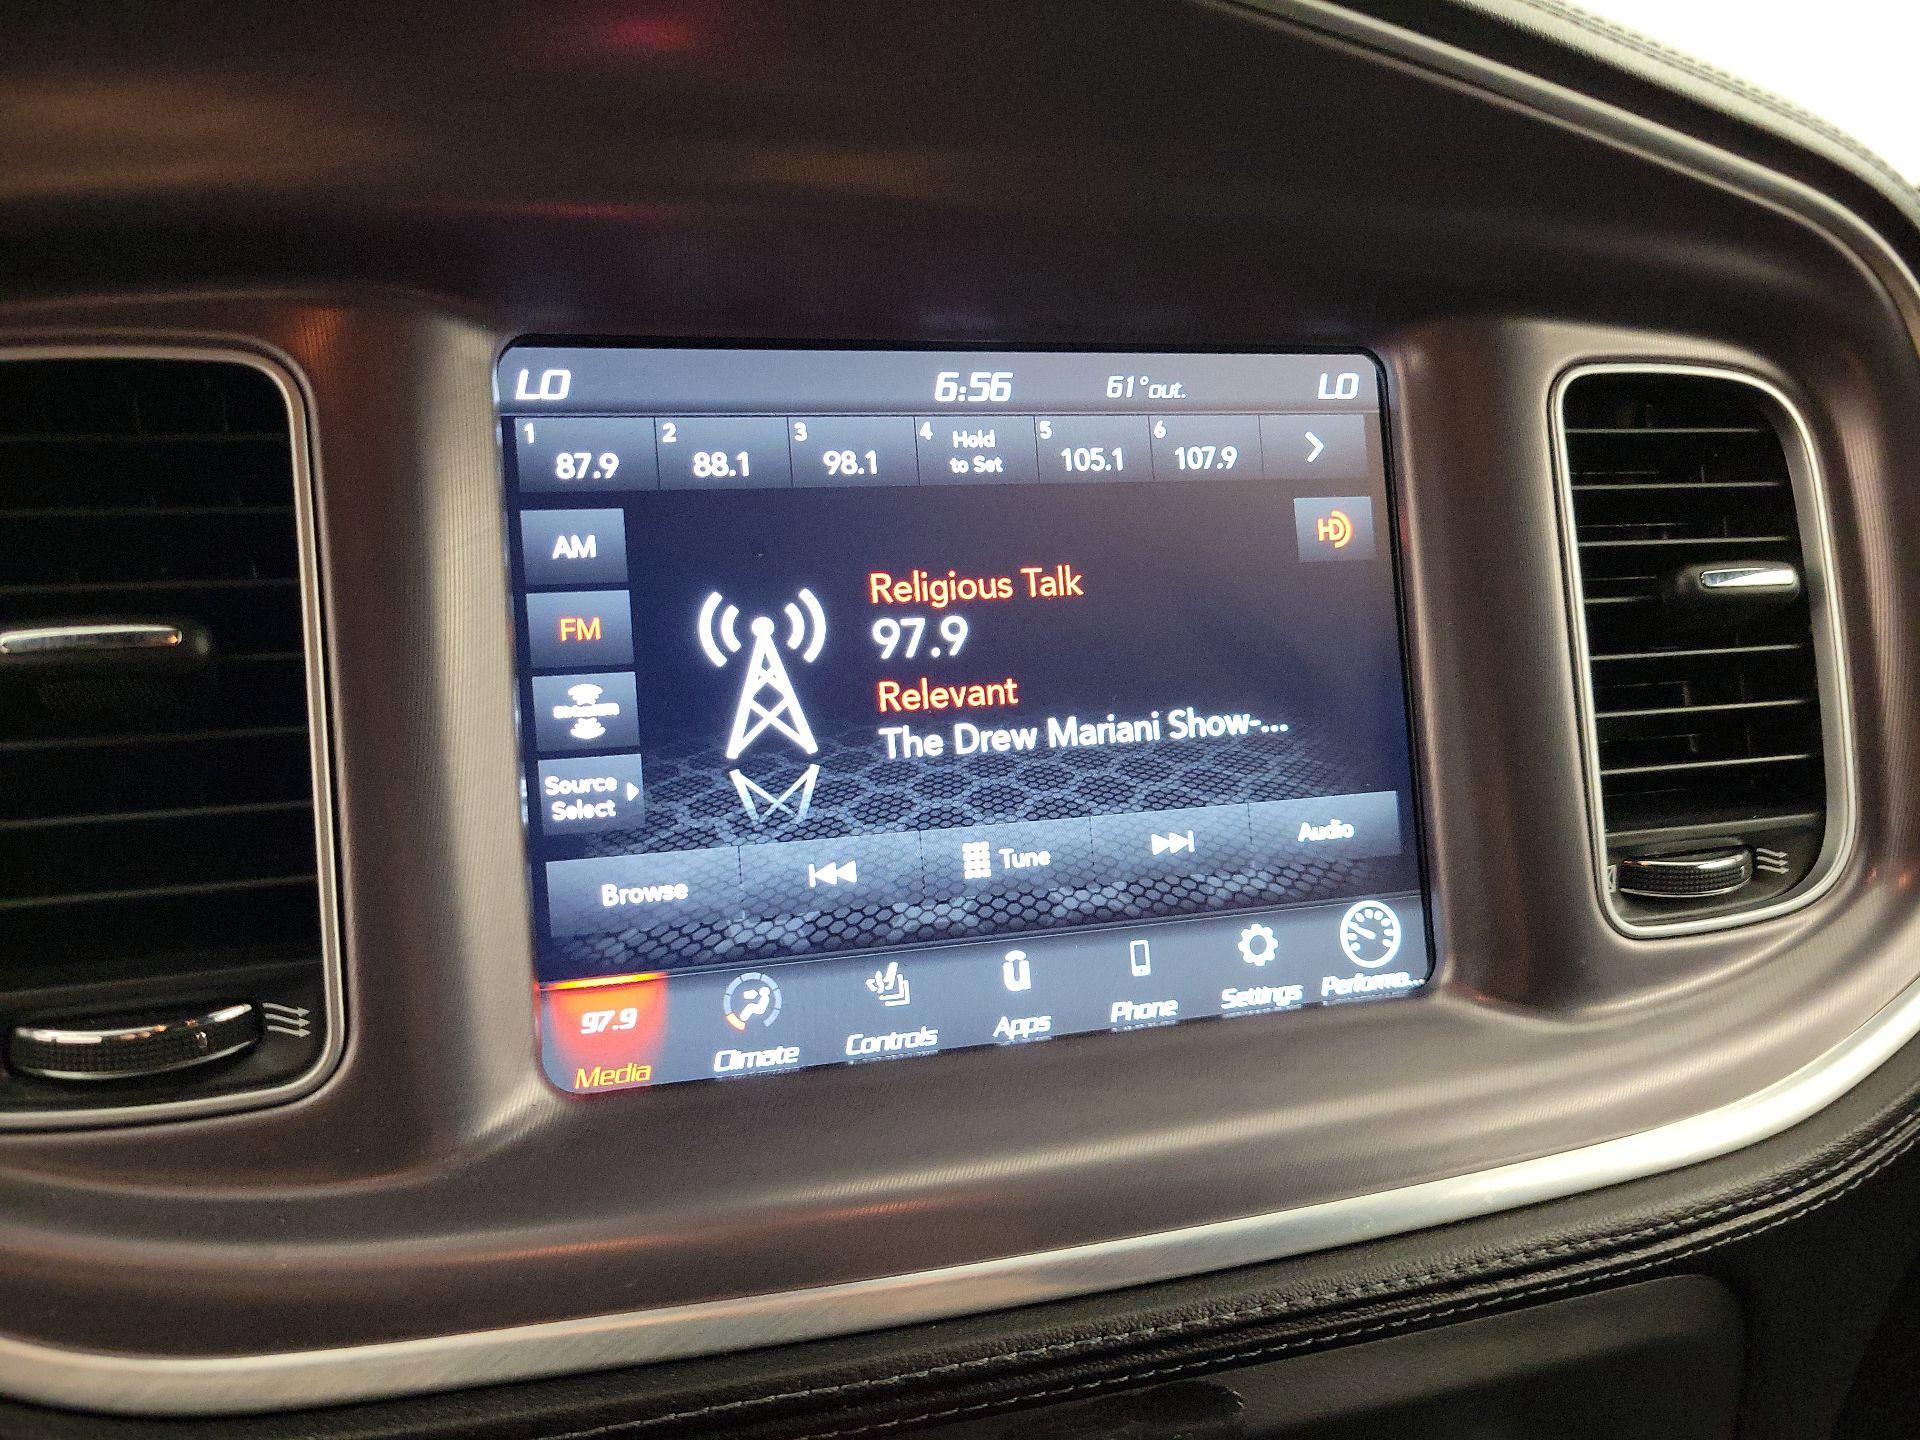 LO 6:56 61°out. LO
1 87.9
2 88.1
3 98.1
4 Hold
to Set
5 105.1
6 107.9
AM
HD
FM
Religious Talk
97.9
Relevant
The Drew Mariani Show-...
Source
Select
Browse
Tune
Audio
97.9
Media
Climate
Controls
Apps
Phone
Settings
Performa...